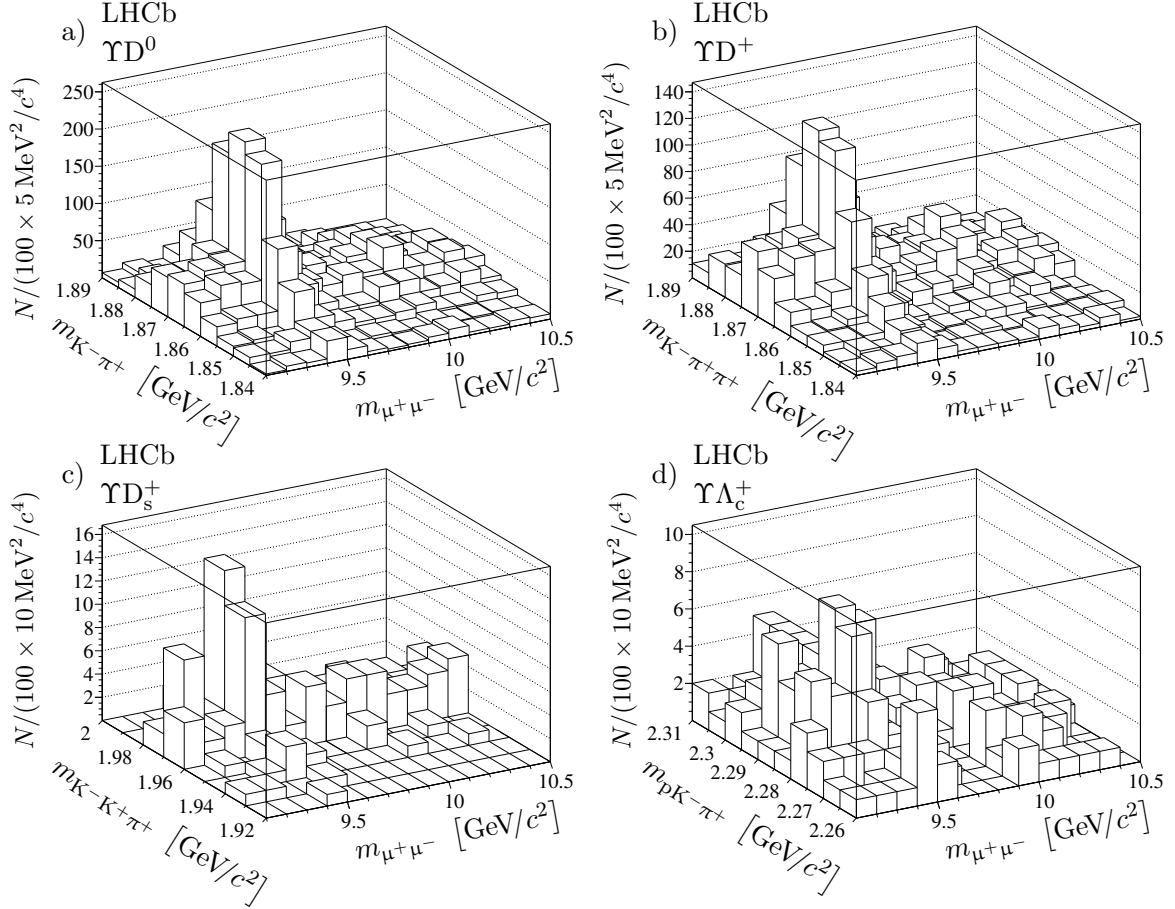 a)
LHCb
ΥD⁰
N/(100 × 5 MeV²/c⁴)
250
200
150
100
50
1.89
1.88
1.87
1.86
1.85
1.84
m_{K⁻π⁺} [GeV/c²]
9.5
10
10.5
m_{μ⁺μ⁻} [GeV/c²]
b)
LHCb
ΥD⁺
N/(100 × 5 MeV²/c⁴)
140
120
100
80
60
40
20
1.89
1.88
1.87
1.86
1.85
1.84
m_{K⁻π⁺π⁺} [GeV/c²]
9.5
10
10.5
m_{μ⁺μ⁻} [GeV/c²]
c)
LHCb
ΥD_s⁺
N/(100 × 10 MeV²/c⁴)
16
14
12
10
8
6
4
2
2
1.98
1.96
1.94
1.92
m_{K⁻K⁺π⁺} [GeV/c²]
9.5
10
10.5
m_{μ⁺μ⁻} [GeV/c²]
d)
LHCb
ΥΛ_c⁺
N/(100 × 10 MeV²/c⁴)
10
8
6
4
2
2.31
2.3
2.29
2.28
2.27
2.26
m_{pK⁻π⁺} [GeV/c²]
9.5
10
10.5
m_{μ⁺μ⁻} [GeV/c²]